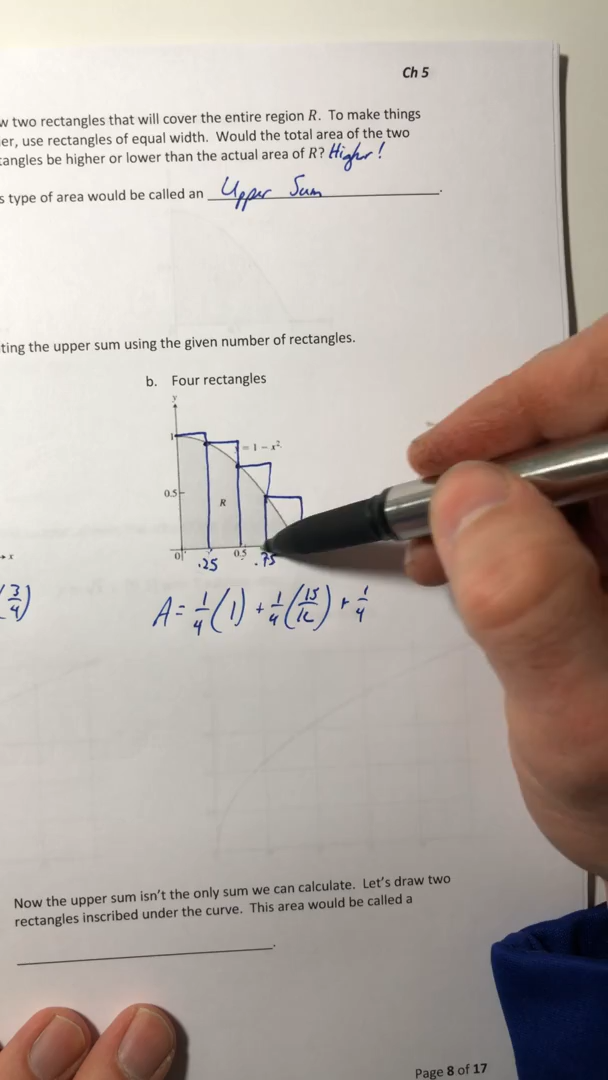 Ch 5
w two rectangles that will cover the entire region R. To make things
er, use rectangles of equal width. Would the total area of the two
tangles be higher or lower than the actual area of R? Higher!
s type of area would be called an Upper Sum.
ting the upper sum using the given number of rectangles.
b. Four rectangles
y
1
= 1 − x²
0.5
R
x
0
.25
0.5
.75
(3/4)
A = 1/4 (1) + 1/4 (15/16) + 1/4
Now the upper sum isn't the only sum we can calculate. Let's draw two
rectangles inscribed under the curve. This area would be called a
.
Page 8 of 17